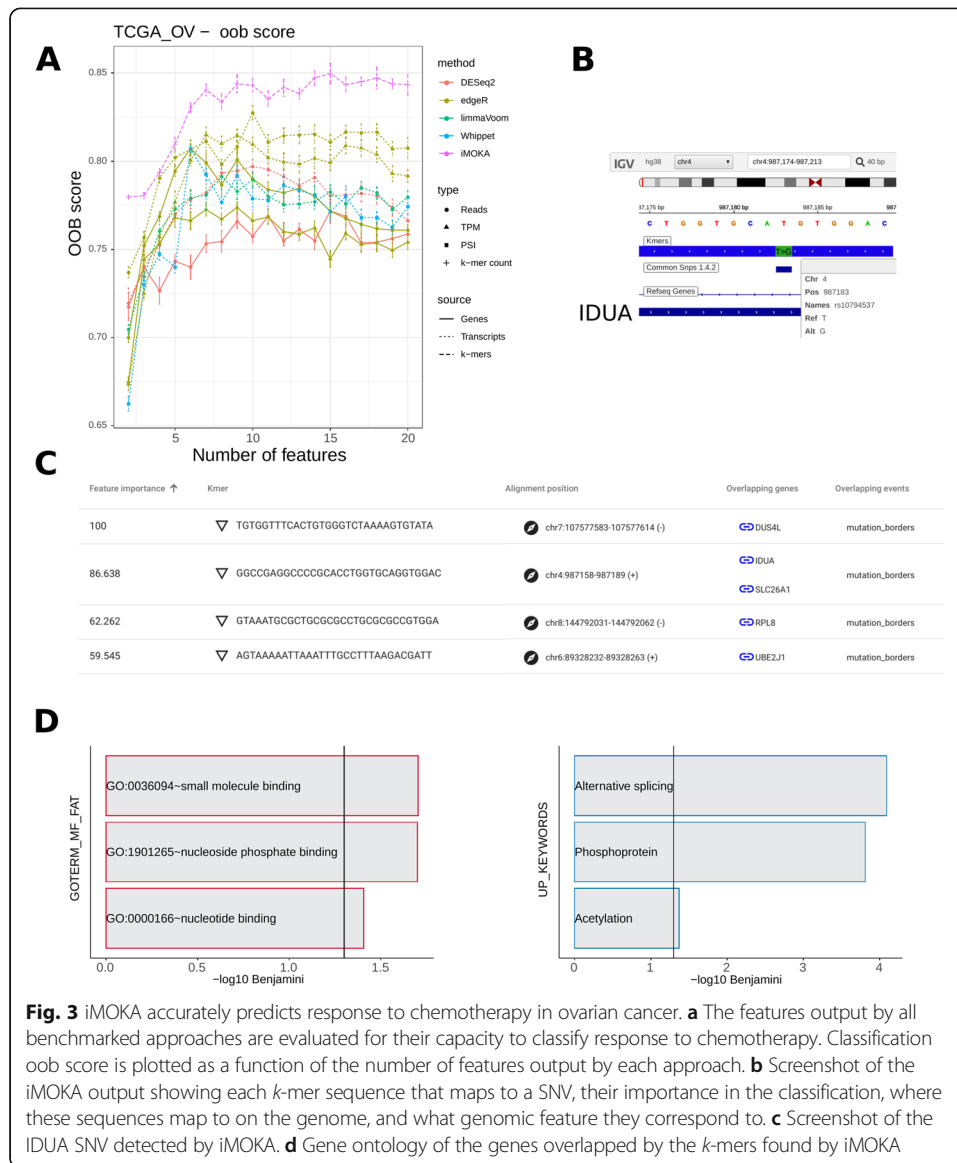 A
TCGA_OV − oob score
OOB score
0.85
0.80
0.75
0.70
0.65
5
10
15
20
Number of features
method
DESeq2
edgeR
limmaVoom
Whippet
iMOKA
type
Reads
TPM
PSI
k−mer count
source
Genes
Transcripts
k−mers
B
IGV hg38 chr4 chr4:987,174-987,213 40 bp
37,175 bp 987,180 bp 987,185 bp 987
C T G G T G C A T G T G G A C
Kmers
T>G
Common Snps 1.4.2
Refseq Genes
IDUA
Chr 4
Pos 987183
Names rs10794537
Ref T
Alt G
C
Feature importance Kmer Alignment position Overlapping genes Overlapping events
100 TGTGGTTTCACTGTGGGTCTAAAAGTGTATA chr7:107577583-107577614 (-) DUS4L mutation_borders
86.638 GGCCGAGGCCCCGCACCTGGTGCAGGTGGAC chr4:987158-987189 (+) IDUA SLC26A1 mutation_borders
62.262 GTAAATGCGCTGCGCGCCTGCGCGCCGTGGA chr8:144792031-144792062 (-) RPL8 mutation_borders
59.545 AGTAAAAATTAAATTTGCCTTTAAGACGATT chr6:89328232-89328263 (+) UBE2J1 mutation_borders
D
GOTERM_MF_FAT
GO:0036094~small molecule binding
GO:1901265~nucleoside phosphate binding
GO:0000166~nucleotide binding
0.0 0.5 1.0 1.5
−log10 Benjamini
UP_KEYWORDS
Alternative splicing
Phosphoprotein
Acetylation
0 1 2 3 4
−log10 Benjamini
Fig. 3 iMOKA accurately predicts response to chemotherapy in ovarian cancer. a The features output by all
benchmarked approaches are evaluated for their capacity to classify response to chemotherapy. Classification
oob score is plotted as a function of the number of features output by each approach. b Screenshot of the
iMOKA output showing each k-mer sequence that maps to a SNV, their importance in the classification, where
these sequences map to on the genome, and what genomic feature they correspond to. c Screenshot of the
IDUA SNV detected by iMOKA. d Gene ontology of the genes overlapped by the k-mers found by iMOKA